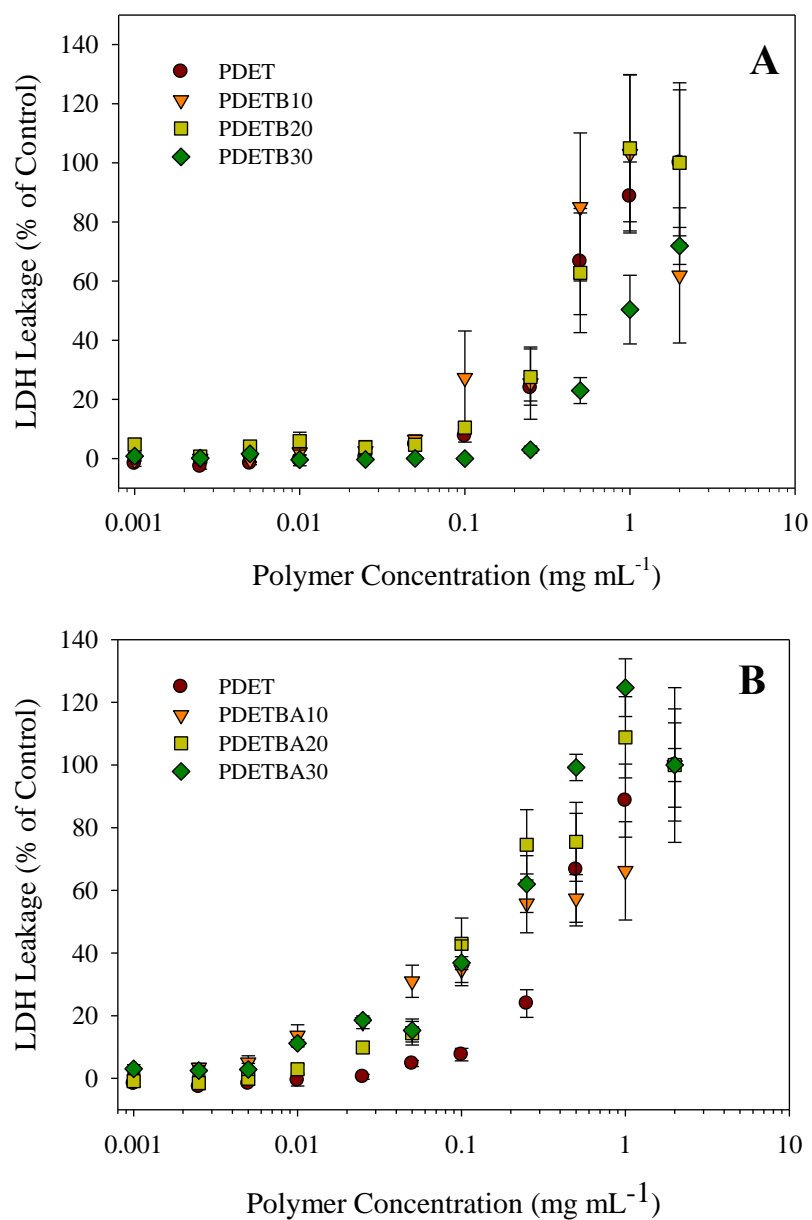 A
PDET
PDETB10
PDETB20
PDETB30
LDH Leakage (% of Control)
140
120
100
80
60
40
20
0
0.001
0.01
0.1
1
10
Polymer Concentration (mg mL-1)
B
PDET
PDETBA10
PDETBA20
PDETBA30
LDH Leakage (% of Control)
140
120
100
80
60
40
20
0
0.001
0.01
0.1
1
10
Polymer Concentration (mg mL-1)